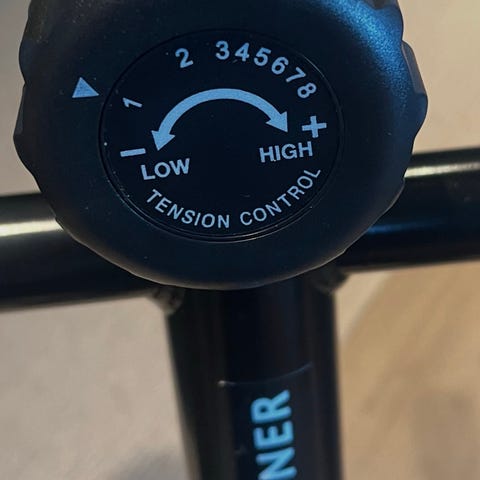 1 2 345678
− +
LOW HIGH
TENSION CONTROL
NER